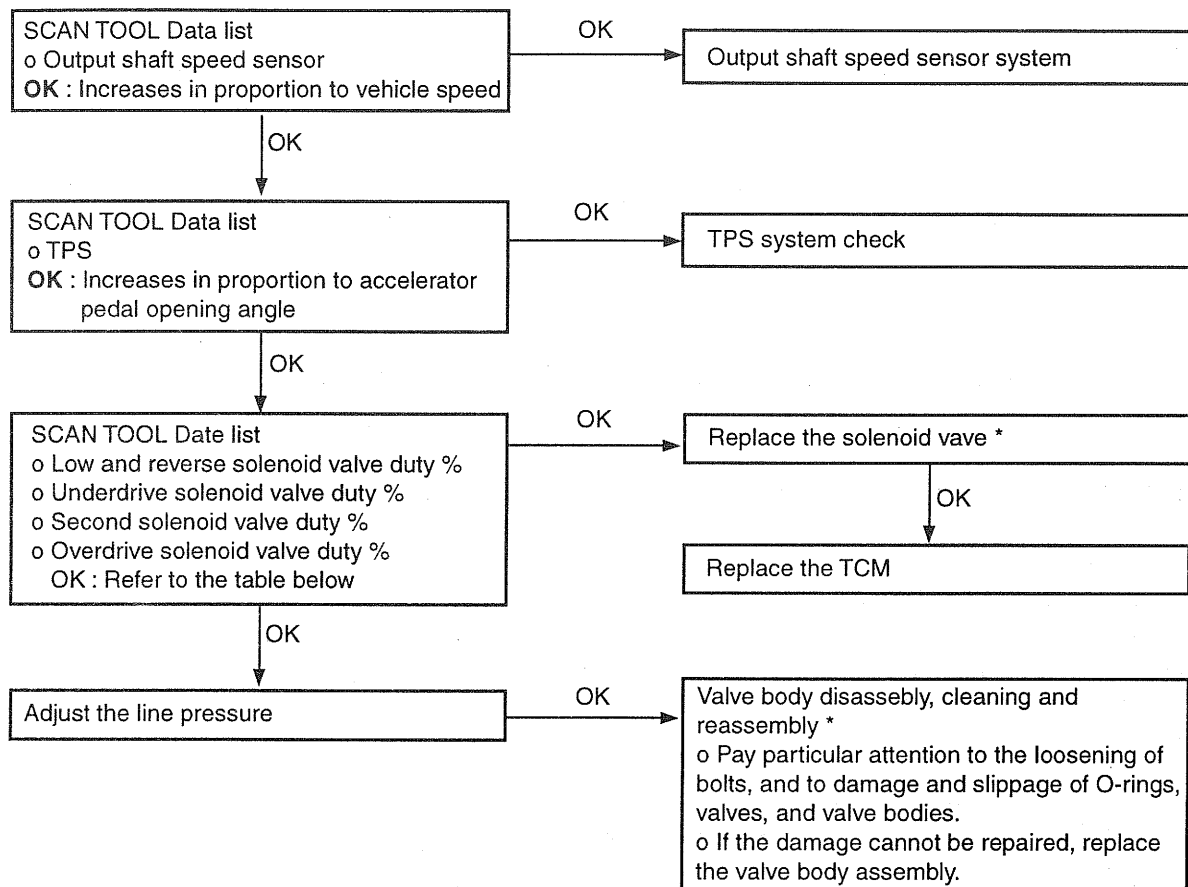 SCAN TOOL Data list
o Output shaft speed sensor
OK : Increases in proportion to vehicle speed
OK
Output shaft speed sensor system
OK
SCAN TOOL Data list
o TPS
OK : Increases in proportion to accelerator
pedal opening angle
OK
TPS system check
OK
SCAN TOOL Date list
o Low and reverse solenoid valve duty %
o Underdrive solenoid valve duty %
o Second solenoid valve duty %
o Overdrive solenoid valve duty %
OK : Refer to the table below
OK
Replace the solenoid vave *
OK
Replace the TCM
OK
Adjust the line pressure
OK
Valve body disassebly, cleaning and
reassembly *
o Pay particular attention to the loosening of
bolts, and to damage and slippage of O-rings,
valves, and valve bodies.
o If the damage cannot be repaired, replace
the valve body assembly.